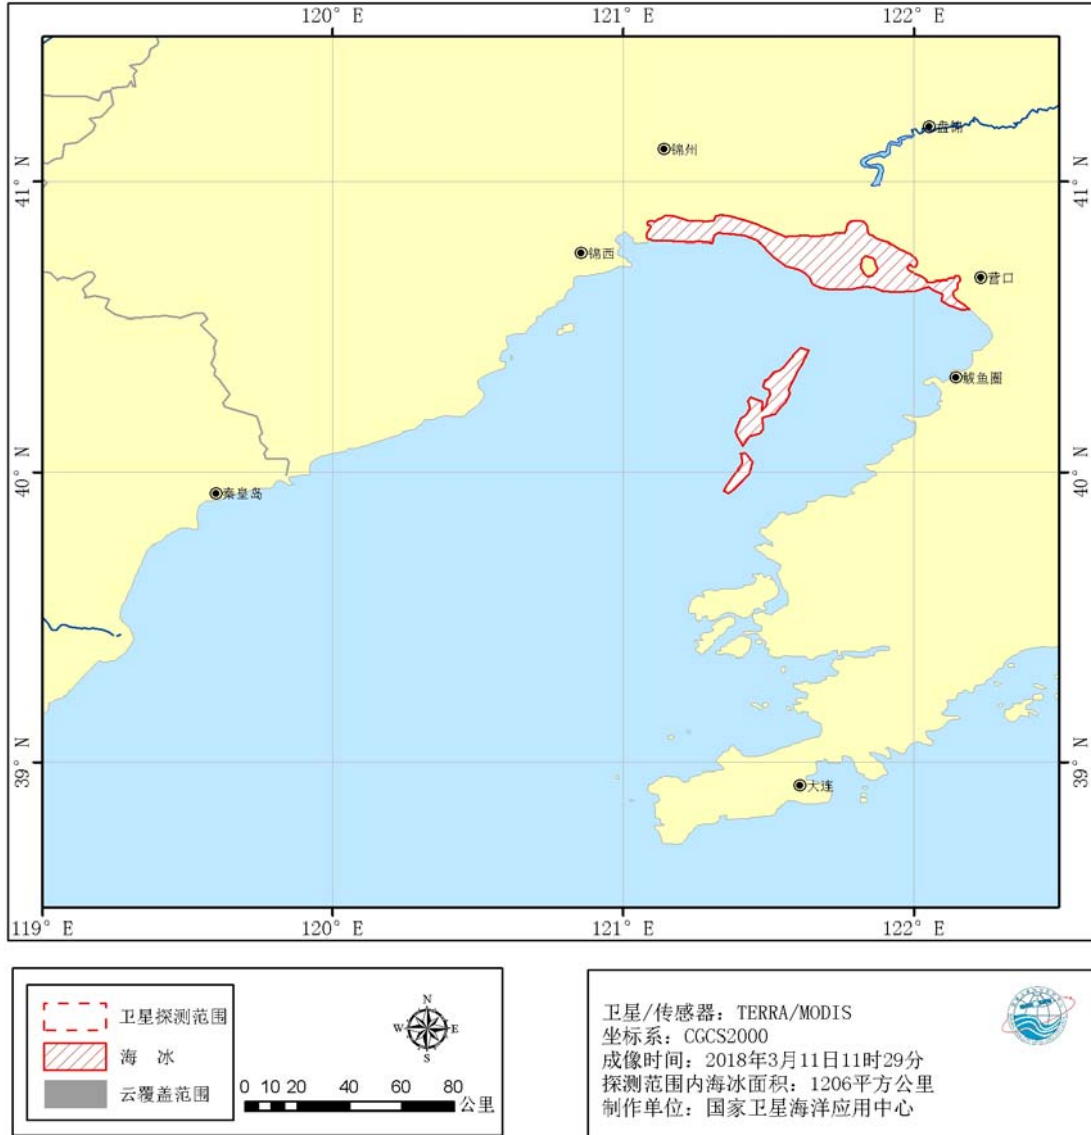 120° E
121° E
122° E
41° N
41° N
盘锦
锦州
锦西
营口
鲅鱼圈
40° N
40° N
秦皇岛
39° N
39° N
大连
119° E
120° E
121° E
122° E
卫星探测范围
海 冰
云覆盖范围
N
W
E
S
0 10 20 40 60 80
公里
卫星/传感器：TERRA/MODIS
坐标系：CGCS2000
成像时间：2018年3月11日11时29分
探测范围内海冰面积：1206平方公里
制作单位：国家卫星海洋应用中心